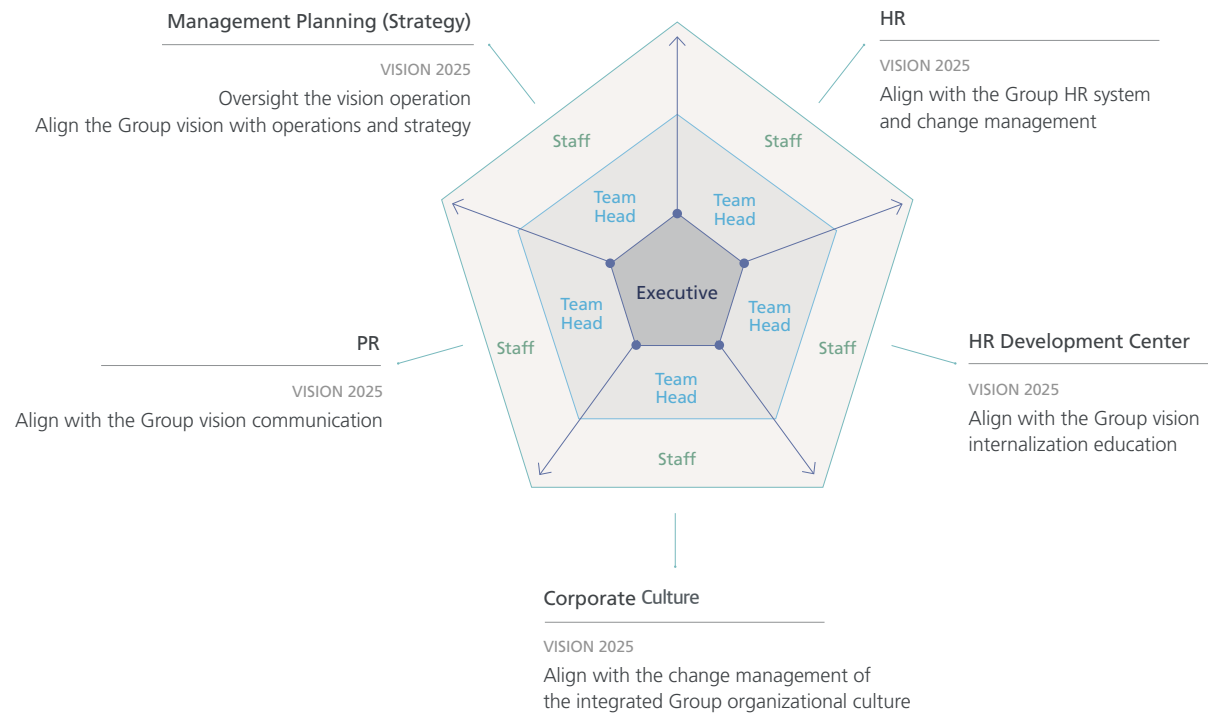 Management Planning (Strategy)
VISION 2025
Oversight the vision operation
Align the Group vision with operations and strategy
HR
VISION 2025
Align with the Group HR system
and change management
Staff
Staff
Team
Head
Team
Head
Executive
Team
Head
Team
Head
Staff
Staff
Team
Head
Staff
PR
VISION 2025
Align with the Group vision communication
HR Development Center
VISION 2025
Align with the Group vision
internalization education
Corporate Culture
VISION 2025
Align with the change management of
the integrated Group organizational culture